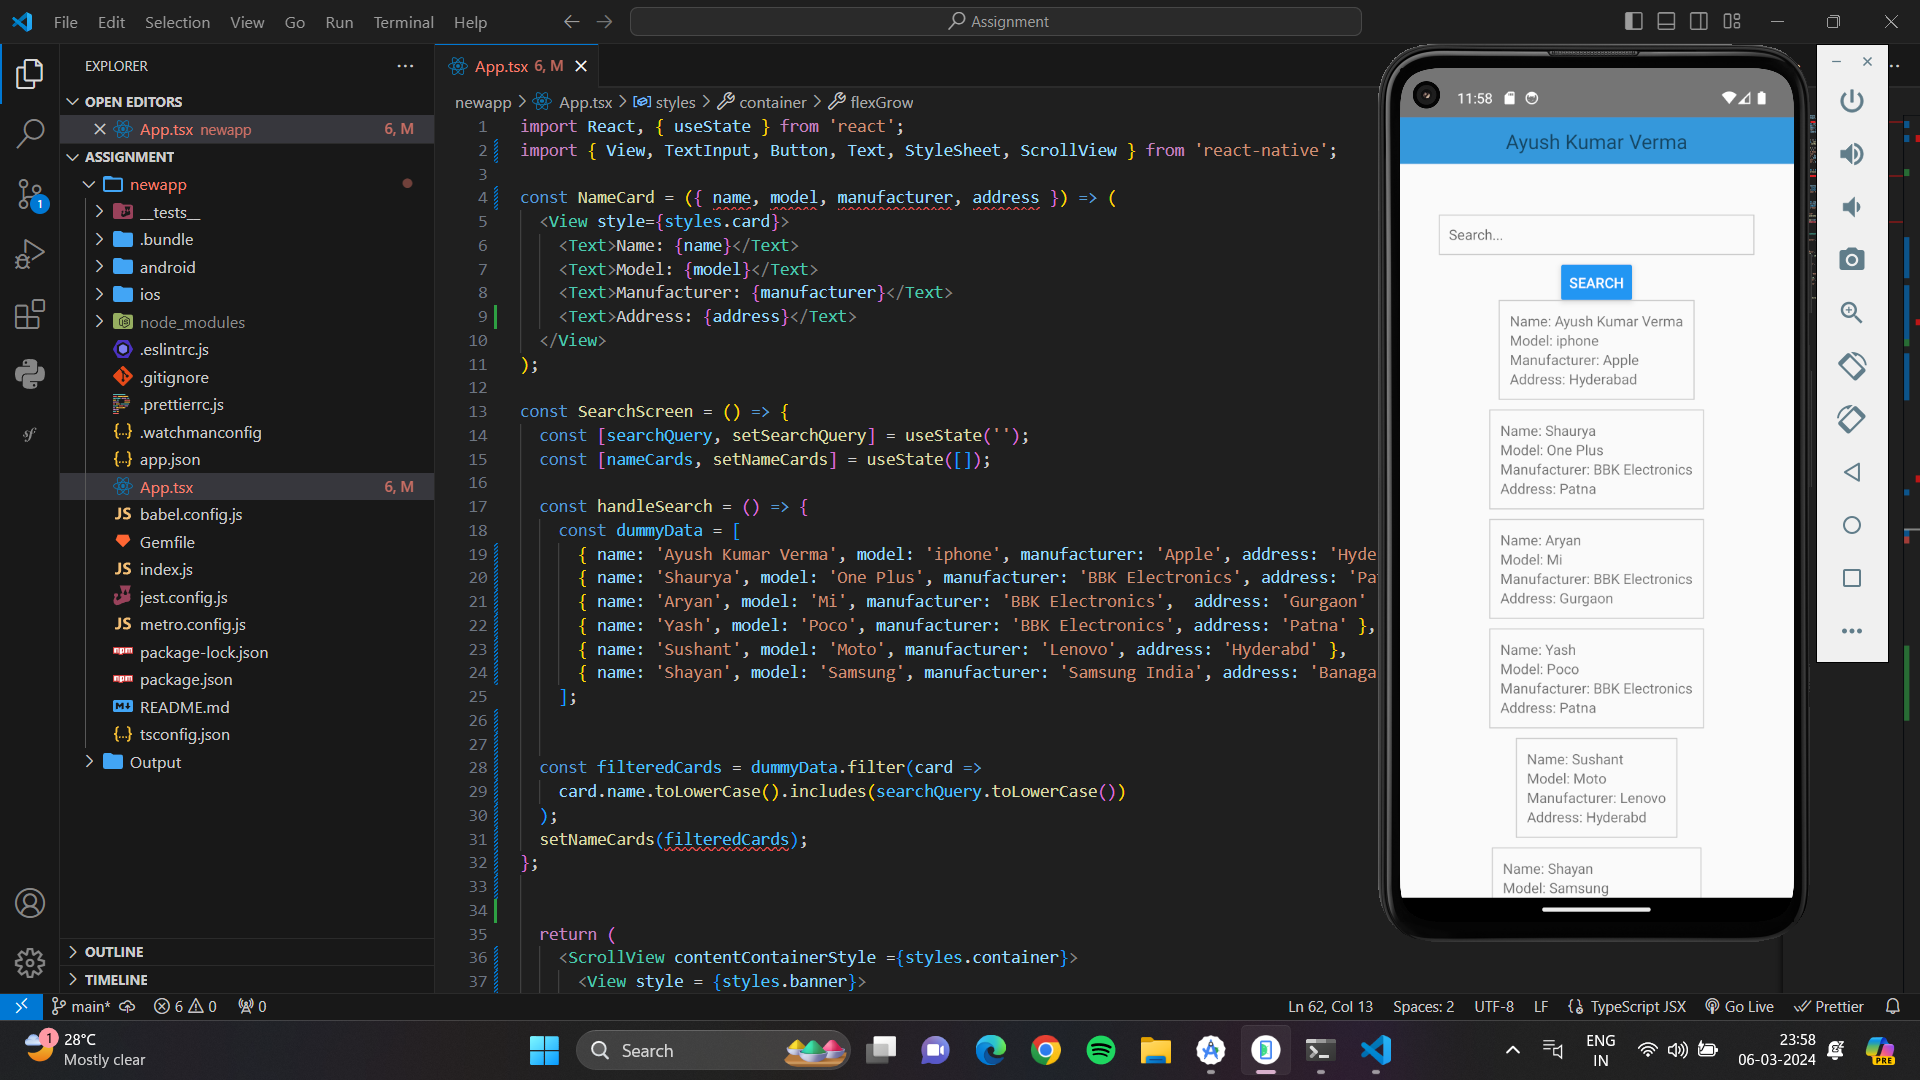 File Edit Selection View Go Run Terminal Help
Assignment
EXPLORER
OPEN EDITORS
App.tsx newapp 6, M
ASSIGNMENT
newapp
__tests__
.bundle
android
ios
node_modules
.eslintrc.js
.gitignore
.prettierrc.js
.watchmanconfig
app.json
App.tsx 6, M
babel.config.js
Gemfile
index.js
jest.config.js
metro.config.js
package-lock.json
package.json
README.md
tsconfig.json
Output
OUTLINE
TIMELINE
1
App.tsx 6, M
newapp > App.tsx > styles > container > flexGrow
1 import React, { useState } from 'react';
2 import { View, TextInput, Button, Text, StyleSheet, ScrollView } from 'react-native';
3
4 const NameCard = ({ name, model, manufacturer, address }) => (
5 <View style={styles.card}>
6 <Text>Name: {name}</Text>
7 <Text>Model: {model}</Text>
8 <Text>Manufacturer: {manufacturer}</Text>
9 <Text>Address: {address}</Text>
10 </View>
11 );
12
13 const SearchScreen = () => {
14 const [searchQuery, setSearchQuery] = useState('');
15 const [nameCards, setNameCards] = useState([]);
16
17 const handleSearch = () => {
18 const dummyData = [
19 { name: 'Ayush Kumar Verma', model: 'iphone', manufacturer: 'Apple', address: 'Hyde
20 { name: 'Shaurya', model: 'One Plus', manufacturer: 'BBK Electronics', address: 'Pa
21 { name: 'Aryan', model: 'Mi', manufacturer: 'BBK Electronics',  address: 'Gurgaon'
22 { name: 'Yash', model: 'Poco', manufacturer: 'BBK Electronics', address: 'Patna' },
23 { name: 'Sushant', model: 'Moto', manufacturer: 'Lenovo', address: 'Hyderabd' },
24 { name: 'Shayan', model: 'Samsung', manufacturer: 'Samsung India', address: 'Banaga
25 ];
26
27
28 const filteredCards = dummyData.filter(card =>
29 card.name.toLowerCase().includes(searchQuery.toLowerCase())
30 );
31 setNameCards(filteredCards);
32 };
33
34
35 return (
36 <ScrollView contentContainerStyle ={styles.container}>
37 <View style = {styles.banner}>
11:58
Ayush Kumar Verma
Search...
SEARCH
Name: Ayush Kumar Verma
Model: iphone
Manufacturer: Apple
Address: Hyderabad
Name: Shaurya
Model: One Plus
Manufacturer: BBK Electronics
Address: Patna
Name: Aryan
Model: Mi
Manufacturer: BBK Electronics
Address: Gurgaon
Name: Yash
Model: Poco
Manufacturer: BBK Electronics
Address: Patna
Name: Sushant
Model: Moto
Manufacturer: Lenovo
Address: Hyderabd
Name: Shayan
Model: Samsung
main* 6 0 0
Ln 62, Col 13 Spaces: 2 UTF-8 LF TypeScript JSX Go Live Prettier
1
28°C
Mostly clear
Search
ENG
IN
23:58
06-03-2024
PRE